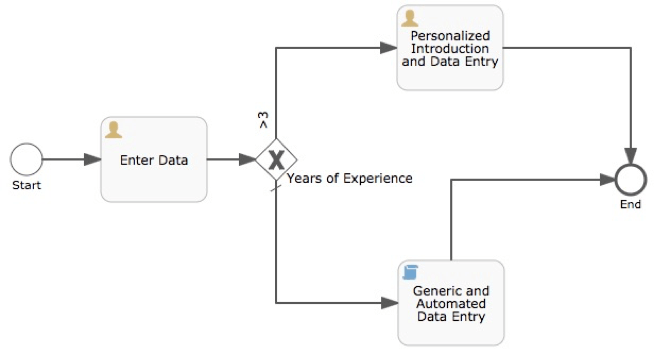 Personalized
Introduction
and Data Entry
>3
Enter Data
Years of Experience
Start
End
Generic and
Automated
Data Entry